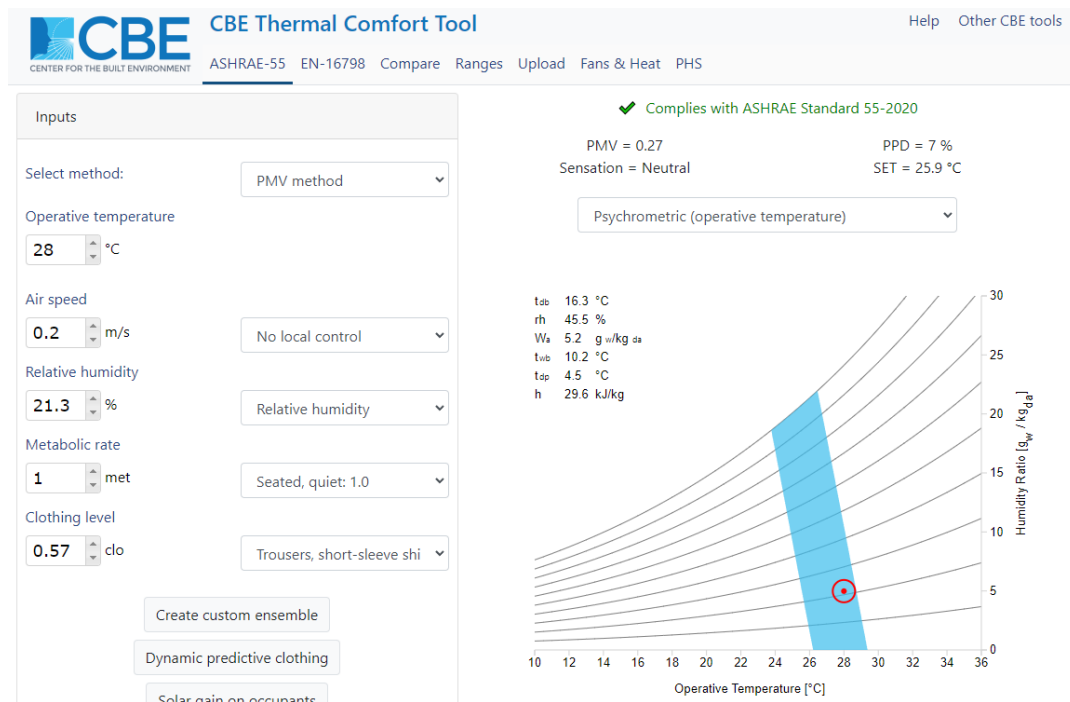 CBE
CENTER FOR THE BUILT ENVIRONMENT
CBE Thermal Comfort Tool
Help Other CBE tools
ASHRAE-55 EN-16798 Compare Ranges Upload Fans & Heat PHS
Inputs
Select method:
PMV method
Operative temperature
28 °C
Air speed
0.2 m/s
No local control
Relative humidity
21.3 %
Relative humidity
Metabolic rate
1 met
Seated, quiet: 1.0
Clothing level
0.57 clo
Trousers, short-sleeve shi
Create custom ensemble
Dynamic predictive clothing
Solar gain on occupants
Complies with ASHRAE Standard 55-2020
PMV = 0.27 PPD = 7 %
Sensation = Neutral SET = 25.9 °C
Psychrometric (operative temperature)
tdb 16.3 °C
rh 45.5 %
Wa 5.2 g w/kg da
twb 10.2 °C
tdp 4.5 °C
h 29.6 kJ/kg
30
25
20
15
10
5
0
Humidity Ratio [gw / kgda]
10 12 14 16 18 20 22 24 26 28 30 32 34 36
Operative Temperature [°C]